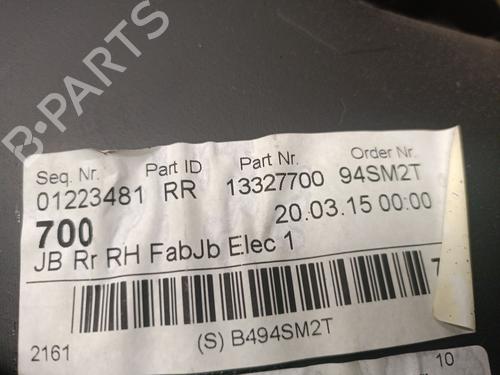 B-PARTS
Seq. Nr. Part ID Part Nr. Order Nr.
01223481 RR 13327700 94SM2T
700 20.03.15 00:00
JB Rr RH FabJb Elec 1
7
2161 (S) B494SM2T
10